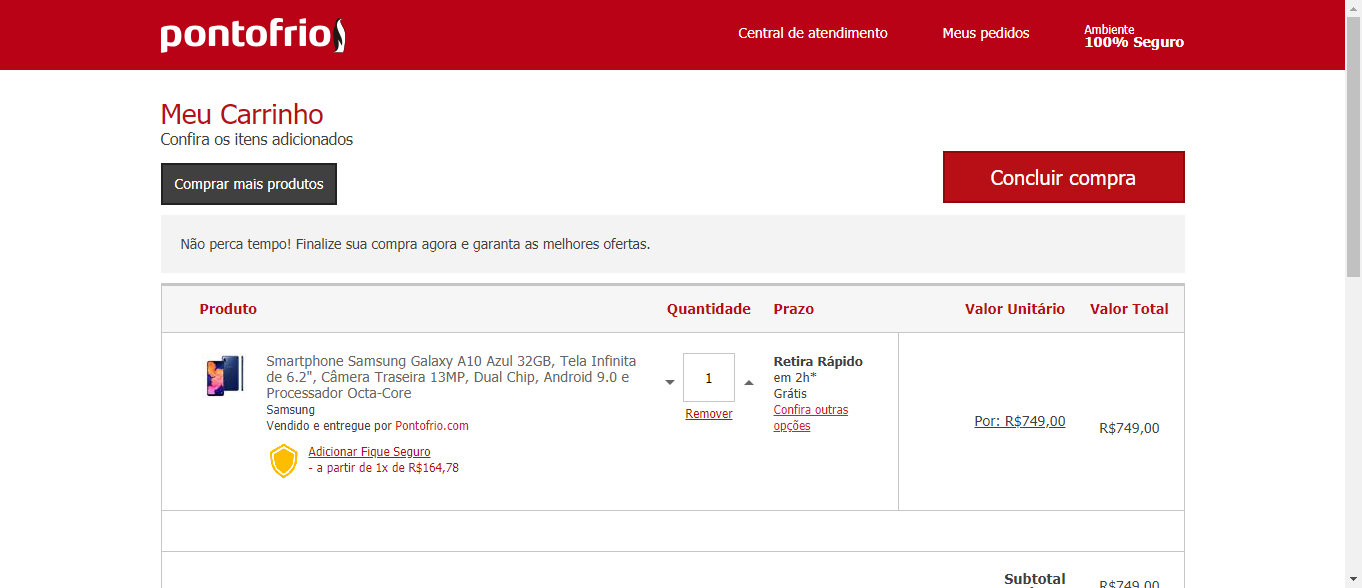 pontofrio
Central de atendimento
Meus pedidos
Ambiente
100% Seguro
Meu Carrinho
Confira os itens adicionados
Comprar mais produtos
Concluir compra
Não perca tempo! Finalize sua compra agora e garanta as melhores ofertas.
Produto
Quantidade
Prazo
Valor Unitário
Valor Total
Smartphone Samsung Galaxy A10 Azul 32GB, Tela Infinita
de 6.2", Câmera Traseira 13MP, Dual Chip, Android 9.0 e
Processador Octa-Core
Samsung
Vendido e entregue por Pontofrio.com
Adicionar Fique Seguro
- a partir de 1x de R$164,78
1
Remover
Retira Rápido
em 2h*
Grátis
Confira outras
opções
Por: R$749,00
R$749,00
Subtotal
R$749,00